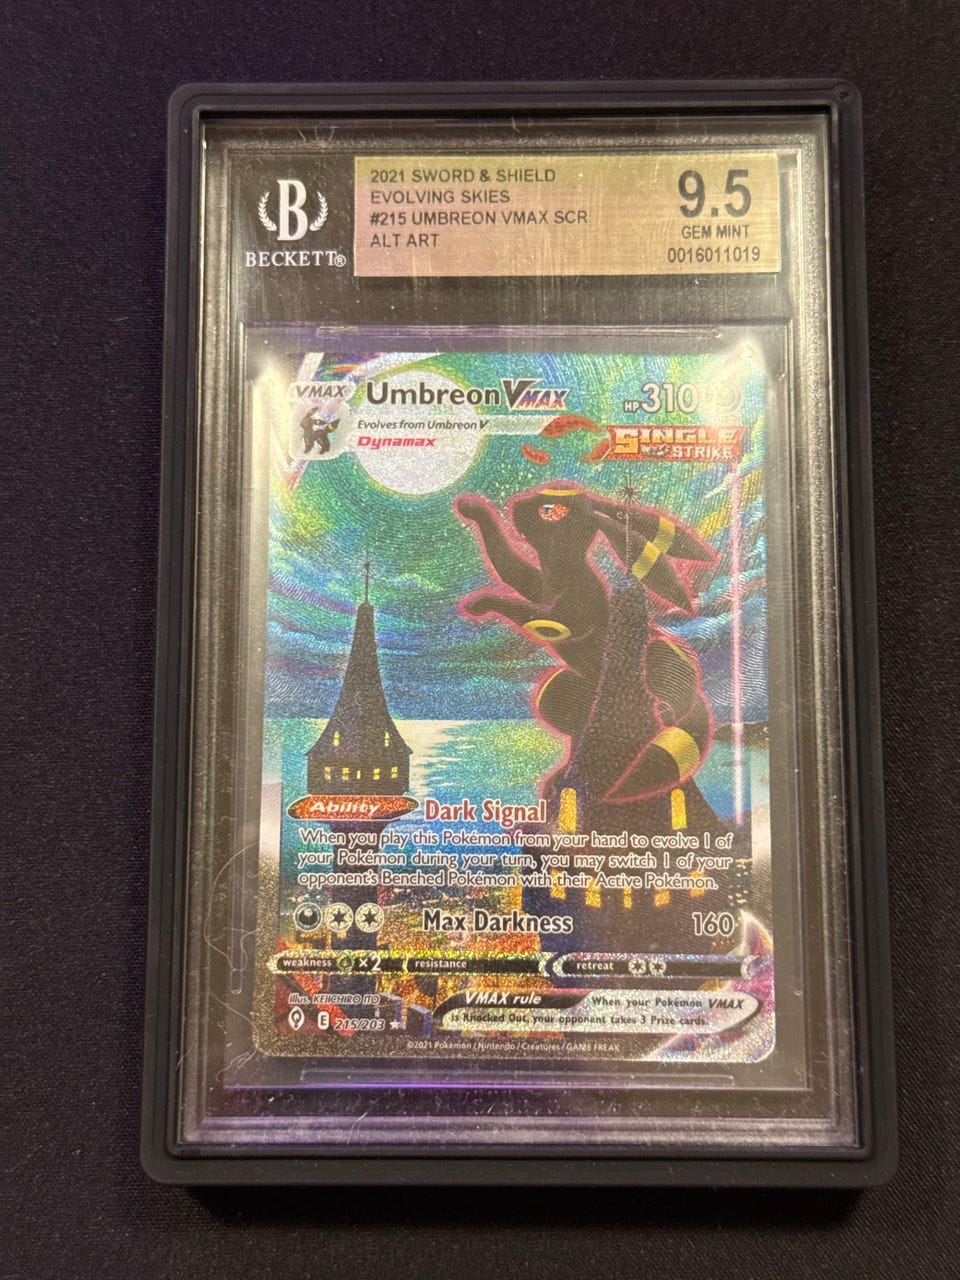 2021 SWORD & SHIELD
EVOLVING SKIES
#215 UMBREON VMAX SCR
ALT ART
9.5
GEM MINT
0016011019
B
BECKETT®
VMAX
Umbreon VMAX
HP 310
Evolves from Umbreon V
Dynamax
SINGLE
STRIKE
Ability Dark Signal
When you play this Pokémon from your hand to evolve 1 of
your Pokémon during your turn, you may switch 1 of your
opponent's Benched Pokémon with their Active Pokémon.
Max Darkness 160
weakness ×2 resistance retreat
Illus. KEIICHIRO ITO
E 215/203 ★
VMAX rule When your Pokémon VMAX
is Knocked Out, your opponent takes 3 Prize cards.
©2021 Pokémon / Nintendo / Creatures / GAME FREAK